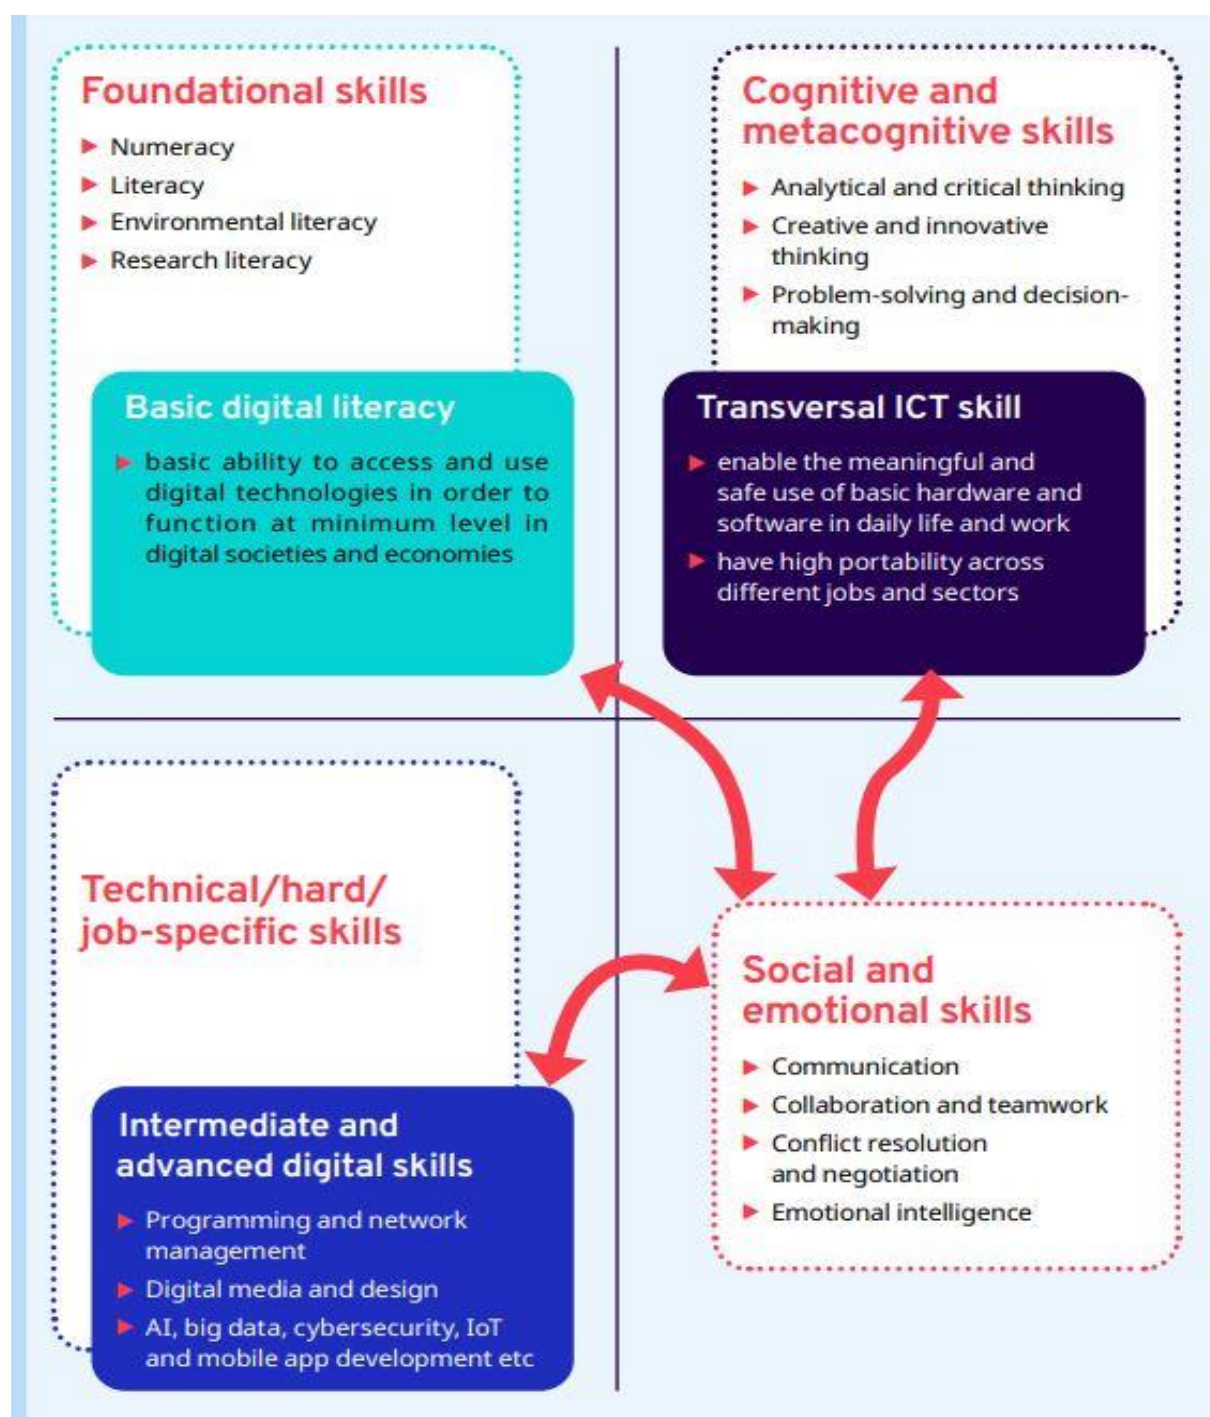 Foundational skills
Numeracy
Literacy
Environmental literacy
Research literacy
Basic digital literacy
basic ability to access and use
digital technologies in order to
function at minimum level in
digital societies and economies
Cognitive and
metacognitive skills
Analytical and critical thinking
Creative and innovative
thinking
Problem-solving and decision-
making
Transversal ICT skill
enable the meaningful and
safe use of basic hardware and
software in daily life and work
have high portability across
different jobs and sectors
Technical/hard/
job-specific skills
Intermediate and
advanced digital skills
Programming and network
management
Digital media and design
AI, big data, cybersecurity, IoT
and mobile app development etc
Social and
emotional skills
Communication
Collaboration and teamwork
Conflict resolution
and negotiation
Emotional intelligence